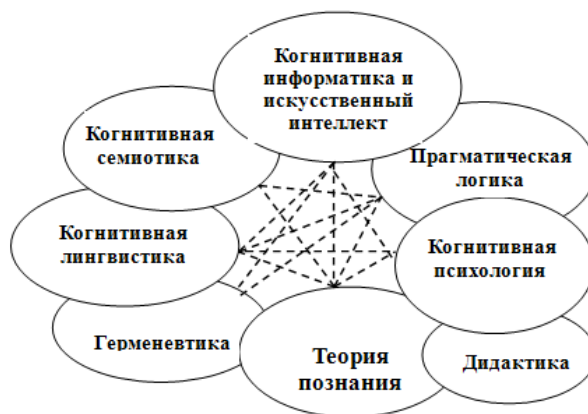 Когнитивная
информатика и
искусственный
интеллект
Когнитивная
семиотика
Прагматическая
логика
Когнитивная
лингвистика
Когнитивная
психология
Герменевтика
Теория
познания
Дидактика